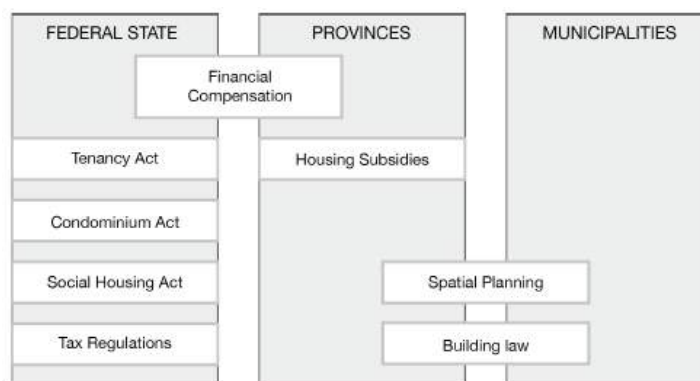 FEDERAL STATE
PROVINCES
MUNICIPALITIES
Financial
Compensation
Tenancy Act
Housing Subsidies
Condominium Act
Social Housing Act
Spatial Planning
Tax Regulations
Building law